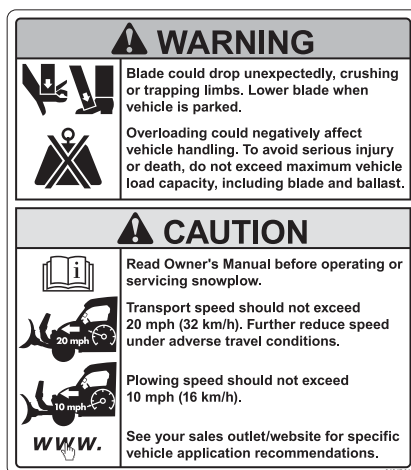 WARNING
Blade could drop unexpectedly, crushing
or trapping limbs. Lower blade when
vehicle is parked.
Overloading could negatively affect
vehicle handling. To avoid serious injury
or death, do not exceed maximum vehicle
load capacity, including blade and ballast.
CAUTION
Read Owner's Manual before operating or
servicing snowplow.
20 mph
Transport speed should not exceed
20 mph (32 km/h). Further reduce speed
under adverse travel conditions.
10 mph
Plowing speed should not exceed
10 mph (16 km/h).
www.
See your sales outlet/website for specific
vehicle application recommendations.